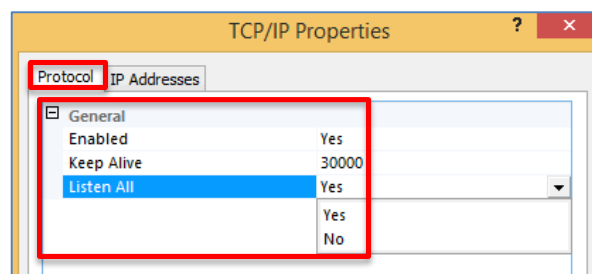 TCP/IP Properties ? ×
Protocol IP Addresses
General
Enabled Yes
Keep Alive 30000
Listen All Yes
Yes
No